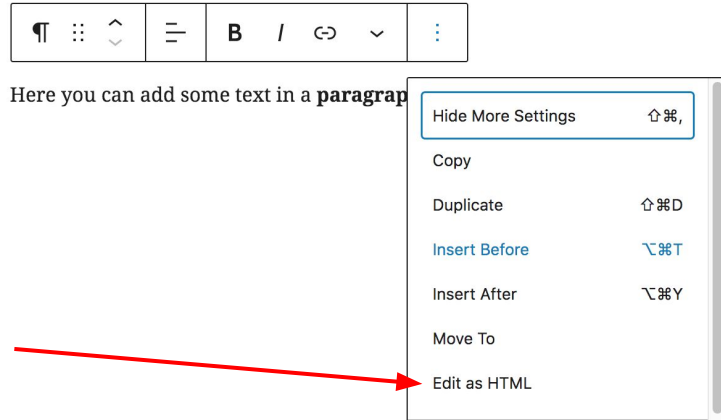 B I
Here you can add some text in a paragrap
Hide More Settings ⇧⌘,
Copy
Duplicate ⇧⌘D
Insert Before ⌥⌘T
Insert After ⌥⌘Y
Move To
Edit as HTML